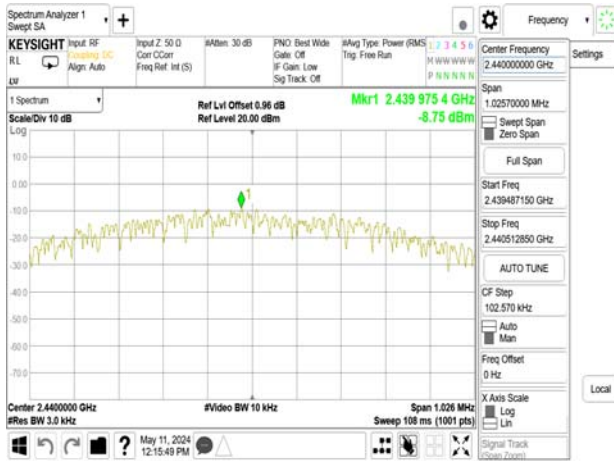 Spectrum Analyzer 1
Swept SA
+
Frequency
KEYSIGHT
RL
Input: RF
Coupling: DC
Align: Auto
Input Z: 50 Ω
Corr CCorr
Freq Ref: Int (S)
#Atten: 30 dB
PNO: Best Wide
Gate: Off
IF Gain: Low
Sig Track: Off
#Avg Type: Power (RMS
Trig: Free Run
1 2 3 4 5 6
M W W W W W
P N N N N N
1 Spectrum
Scale/Div 10 dB
Log
Ref Lvl Offset 0.96 dB
Ref Level 20.00 dBm
Mkr1 2.439 975 4 GHz
-8.75 dBm
10.0
0.00
-10.0
-20.0
-30.0
-40.0
-50.0
-60.0
-70.0
1
Center 2.4400000 GHz
#Res BW 3.0 kHz
#Video BW 10 kHz
Span 1.026 MHz
Sweep 108 ms (1001 pts)
May 11, 2024
12:15:49 PM
Center Frequency
2.440000000 GHz
Settings
Span
1.02570000 MHz
Swept Span
Zero Span
Full Span
Start Freq
2.439487150 GHz
Stop Freq
2.440512850 GHz
AUTO TUNE
CF Step
102.570 kHz
Auto
Man
Freq Offset
0 Hz
X Axis Scale
Log
Lin
Local
Signal Track
(Span Zoom)